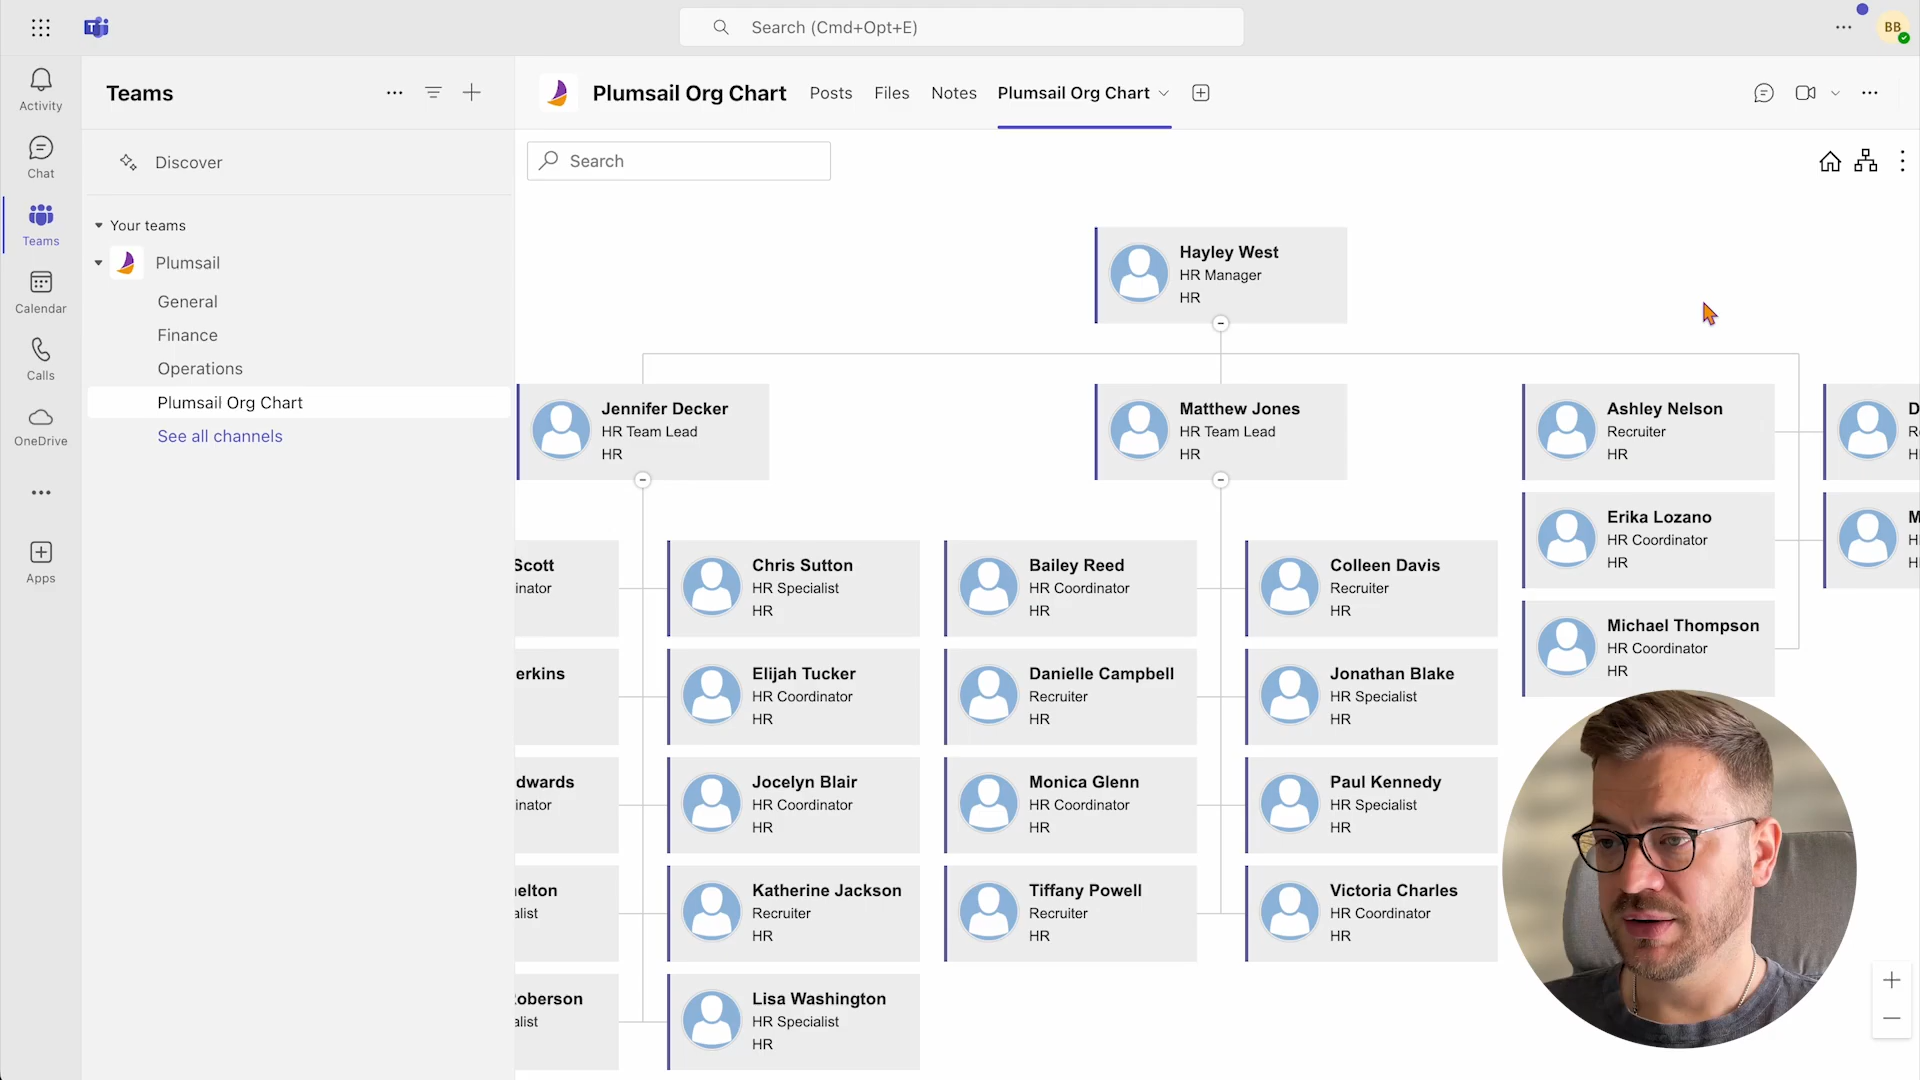 Search (Cmd+Opt+E)
BB
Activity
Chat
Teams
Calendar
Calls
OneDrive
Apps
Teams
Discover
Your teams
Plumsail
General
Finance
Operations
Plumsail Org Chart
See all channels
Plumsail Org Chart
Posts
Files
Notes
Plumsail Org Chart
Search
Hayley West
HR Manager
HR
Jennifer Decker
HR Team Lead
HR
Matthew Jones
HR Team Lead
HR
Ashley Nelson
Recruiter
HR
Erika Lozano
HR Coordinator
HR
Michael Thompson
HR Coordinator
HR
Scott
inator
erkins
dwards
inator
elton
alist
oberson
alist
Chris Sutton
HR Specialist
HR
Elijah Tucker
HR Coordinator
HR
Jocelyn Blair
HR Coordinator
HR
Katherine Jackson
Recruiter
HR
Lisa Washington
HR Specialist
HR
Bailey Reed
HR Coordinator
HR
Danielle Campbell
Recruiter
HR
Monica Glenn
HR Coordinator
HR
Tiffany Powell
Recruiter
HR
Colleen Davis
Recruiter
HR
Jonathan Blake
HR Specialist
HR
Paul Kennedy
HR Specialist
HR
Victoria Charles
HR Coordinator
HR